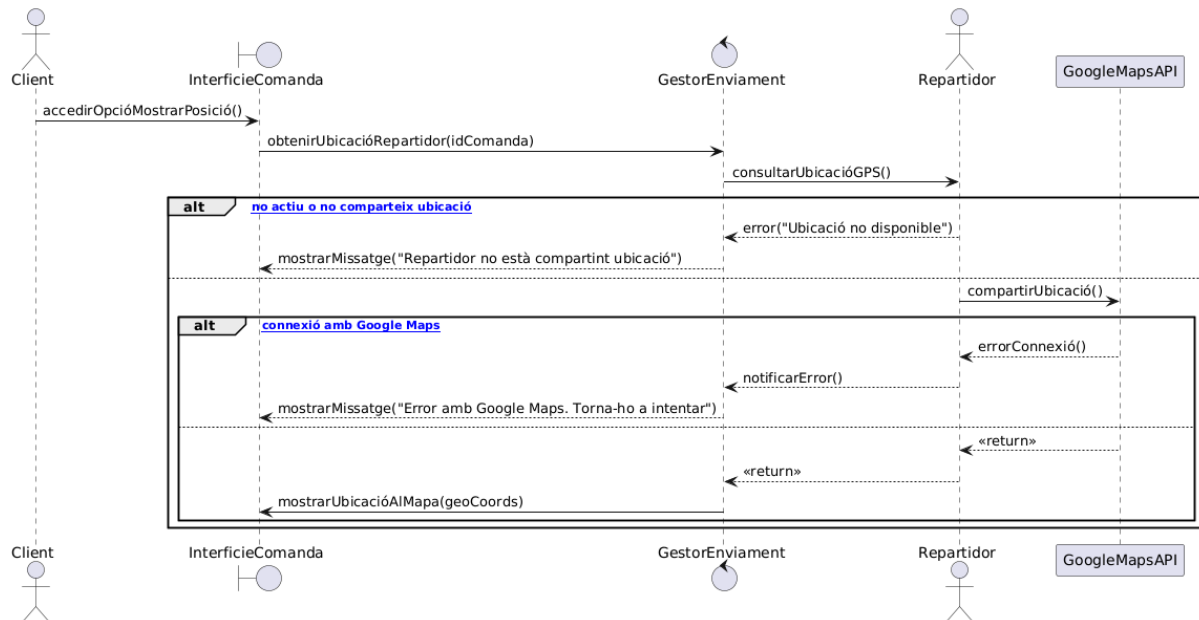 Client
InterficieComanda
GestorEnviament
Repartidor
GoogleMapsAPI
accedirOpcióMostrarPosició()
obtenirUbicacióRepartidor(idComanda)
consultarUbicacióGPS()
alt
no actiu o no comparteix ubicació
error("Ubicació no disponible")
mostrarMissatge("Repartidor no està compartint ubicació")
compartirUbicació()
alt
connexió amb Google Maps
errorConnexió()
notificarError()
mostrarMissatge("Error amb Google Maps. Torna-ho a intentar")
«return»
«return»
mostrarUbicacióAlMapa(geoCoords)
Client
InterficieComanda
GestorEnviament
Repartidor
GoogleMapsAPI